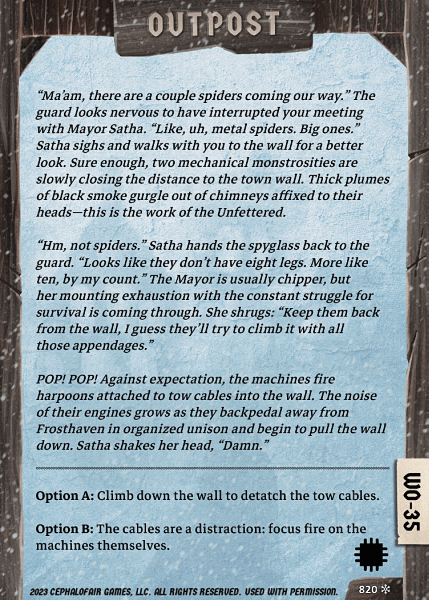 OUTPOST
“Ma’am, there are a couple spiders coming our way.” The
guard looks nervous to have interrupted your meeting
with Mayor Satha. “Like, uh, metal spiders. Big ones.”
Satha sighs and walks with you to the wall for a better
look. Sure enough, two mechanical monstrosities are
slowly closing the distance to the town wall. Thick plumes
of black smoke gurgle out of chimneys affixed to their
heads—this is the work of the Unfettered.
“Hm, not spiders.” Satha hands the spyglass back to the
guard. “Looks like they don’t have eight legs. More like
ten, by my count.” The Mayor is usually chipper, but
her mounting exhaustion with the constant struggle for
survival is coming through. She shrugs: “Keep them back
from the wall, I guess they’ll try to climb it with all
those appendages.”
POP! POP! Against expectation, the machines fire
harpoons attached to tow cables into the wall. The noise
of their engines grows as they backpedal away from
Frosthaven in organized unison and begin to pull the wall
down. Satha shakes her head, “Damn.”
Option A: Climb down the wall to detatch the tow cables.
Option B: The cables are a distraction: focus fire on the
machines themselves.
WO-35
2023 CEPHALOFAIR GAMES, LLC. ALL RIGHTS RESERVED. USED WITH PERMISSION.
820